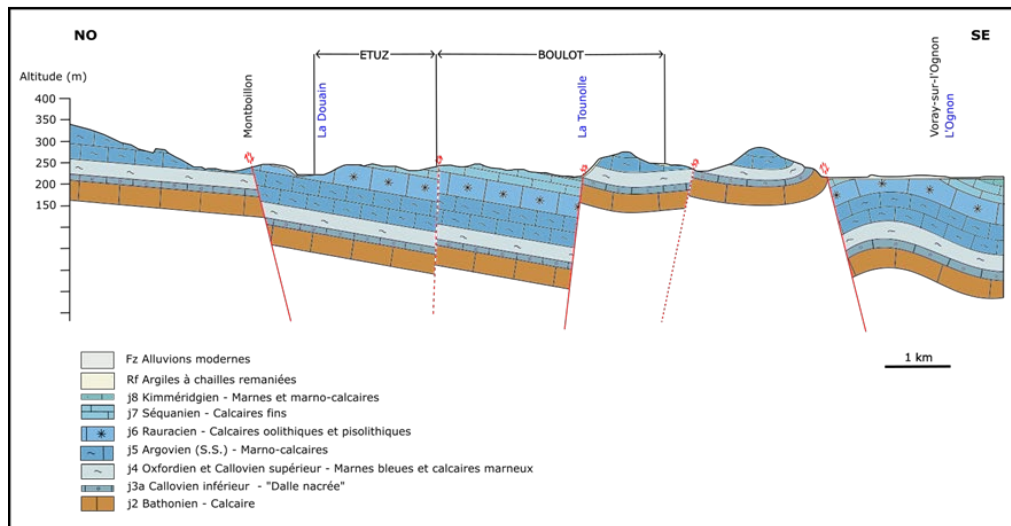 NO
SE
ETUZ
BOULOT
Altitude (m)
Montboillon
La Douain
La Tounolle
Voray-sur-l'Ognon
L'Ognon
400
350
300
250
200
150
1 km
Fz Alluvions modernes
Rf Argiles à chailles remaniées
j8 Kimméridgien - Marnes et marno-calcaires
j7 Séquanien - Calcaires fins
j6 Rauracien - Calcaires oolithiques et pisolithiques
j5 Argovien (S.S.) - Marno-calcaires
j4 Oxfordien et Callovien supérieur - Marnes bleues et calcaires marneux
j3a Callovien inférieur - "Dalle nacrée"
j2 Bathonien - Calcaire